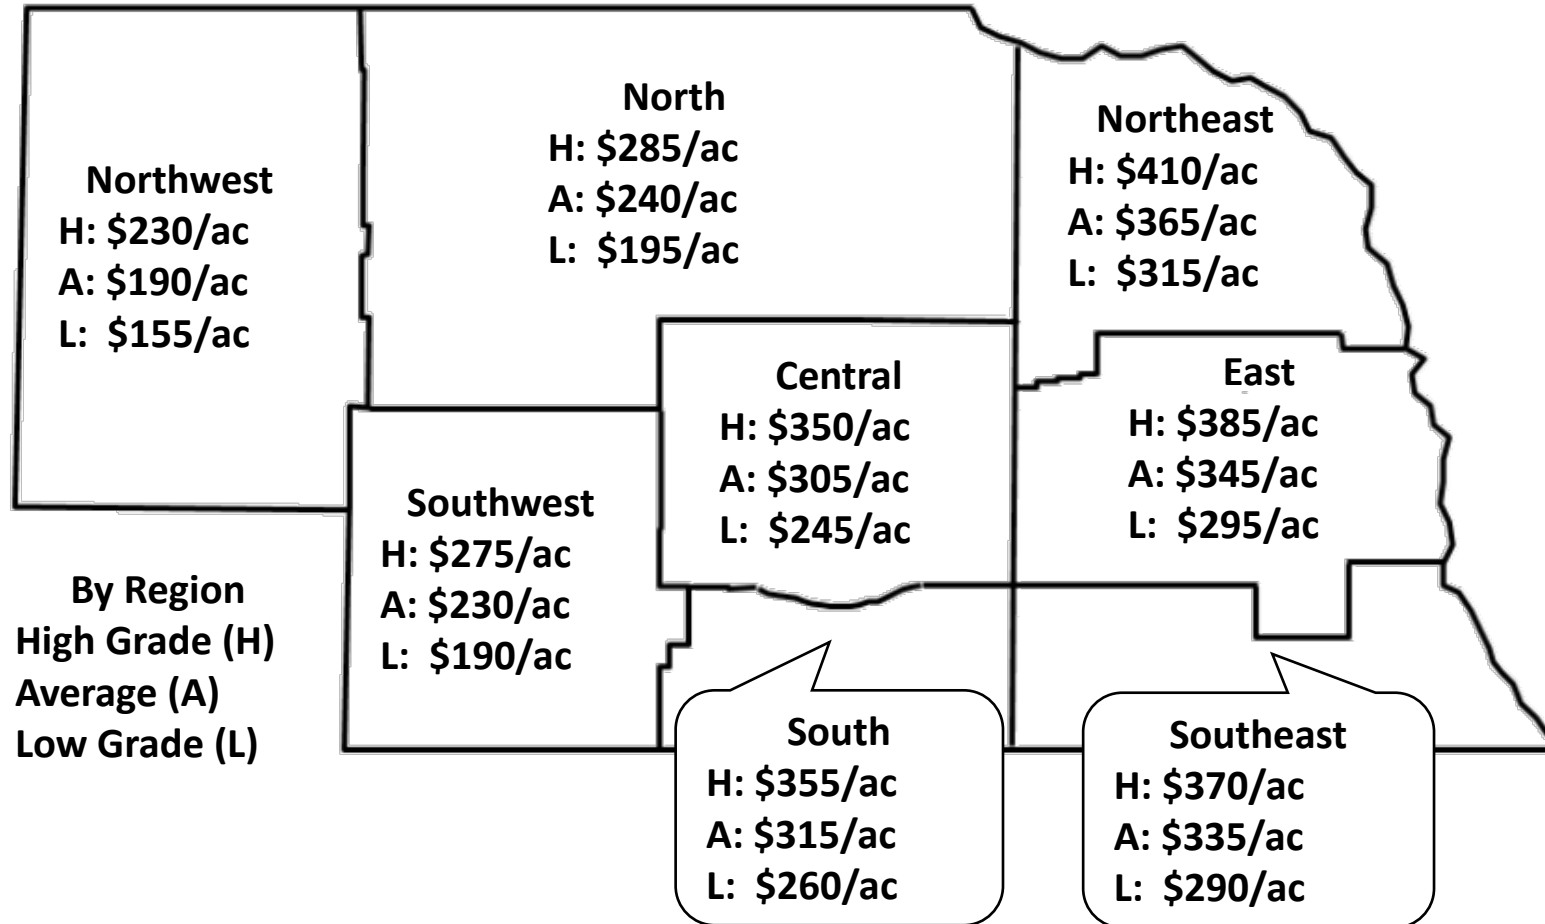 North
H: $285/ac
A: $240/ac
L: $195/ac
Northeast
H: $410/ac
A: $365/ac
L: $315/ac
Northwest
H: $230/ac
A: $190/ac
L: $155/ac
Central
H: $350/ac
A: $305/ac
L: $245/ac
East
H: $385/ac
A: $345/ac
L: $295/ac
Southwest
H: $275/ac
A: $230/ac
L: $190/ac
By Region
High Grade (H)
Average (A)
Low Grade (L)
South
H: $355/ac
A: $315/ac
L: $260/ac
Southeast
H: $370/ac
A: $335/ac
L: $290/ac